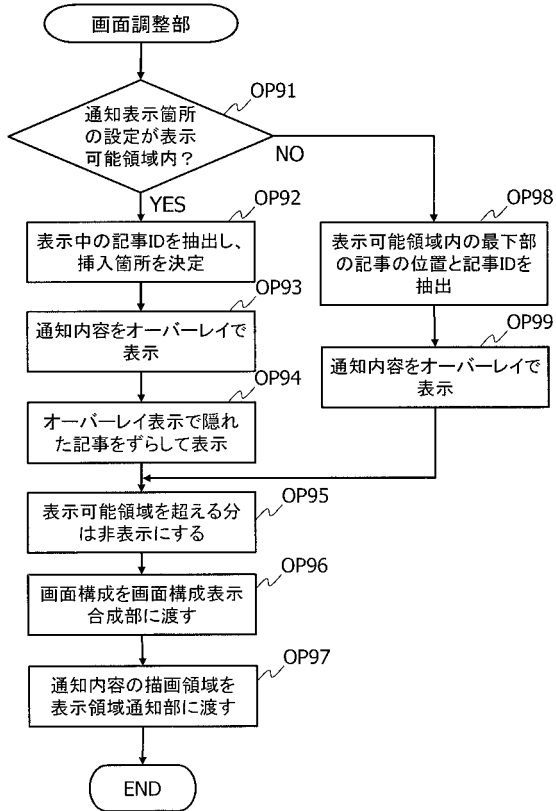 画面調整部
OP91
通知表示箇所
の設定が表示
可能領域内？
NO
YES
OP92
表示中の記事IDを抽出し、
挿入箇所を決定
OP93
通知内容をオーバーレイで
表示
OP94
オーバーレイ表示で隠れ
た記事をずらして表示
OP98
表示可能領域内の最下部
の記事の位置と記事IDを
抽出
OP99
通知内容をオーバーレイで
表示
OP95
表示可能領域を超える分
は非表示にする
OP96
画面構成を画面構成表示
合成部に渡す
OP97
通知内容の描画領域を
表示領域通知部に渡す
END